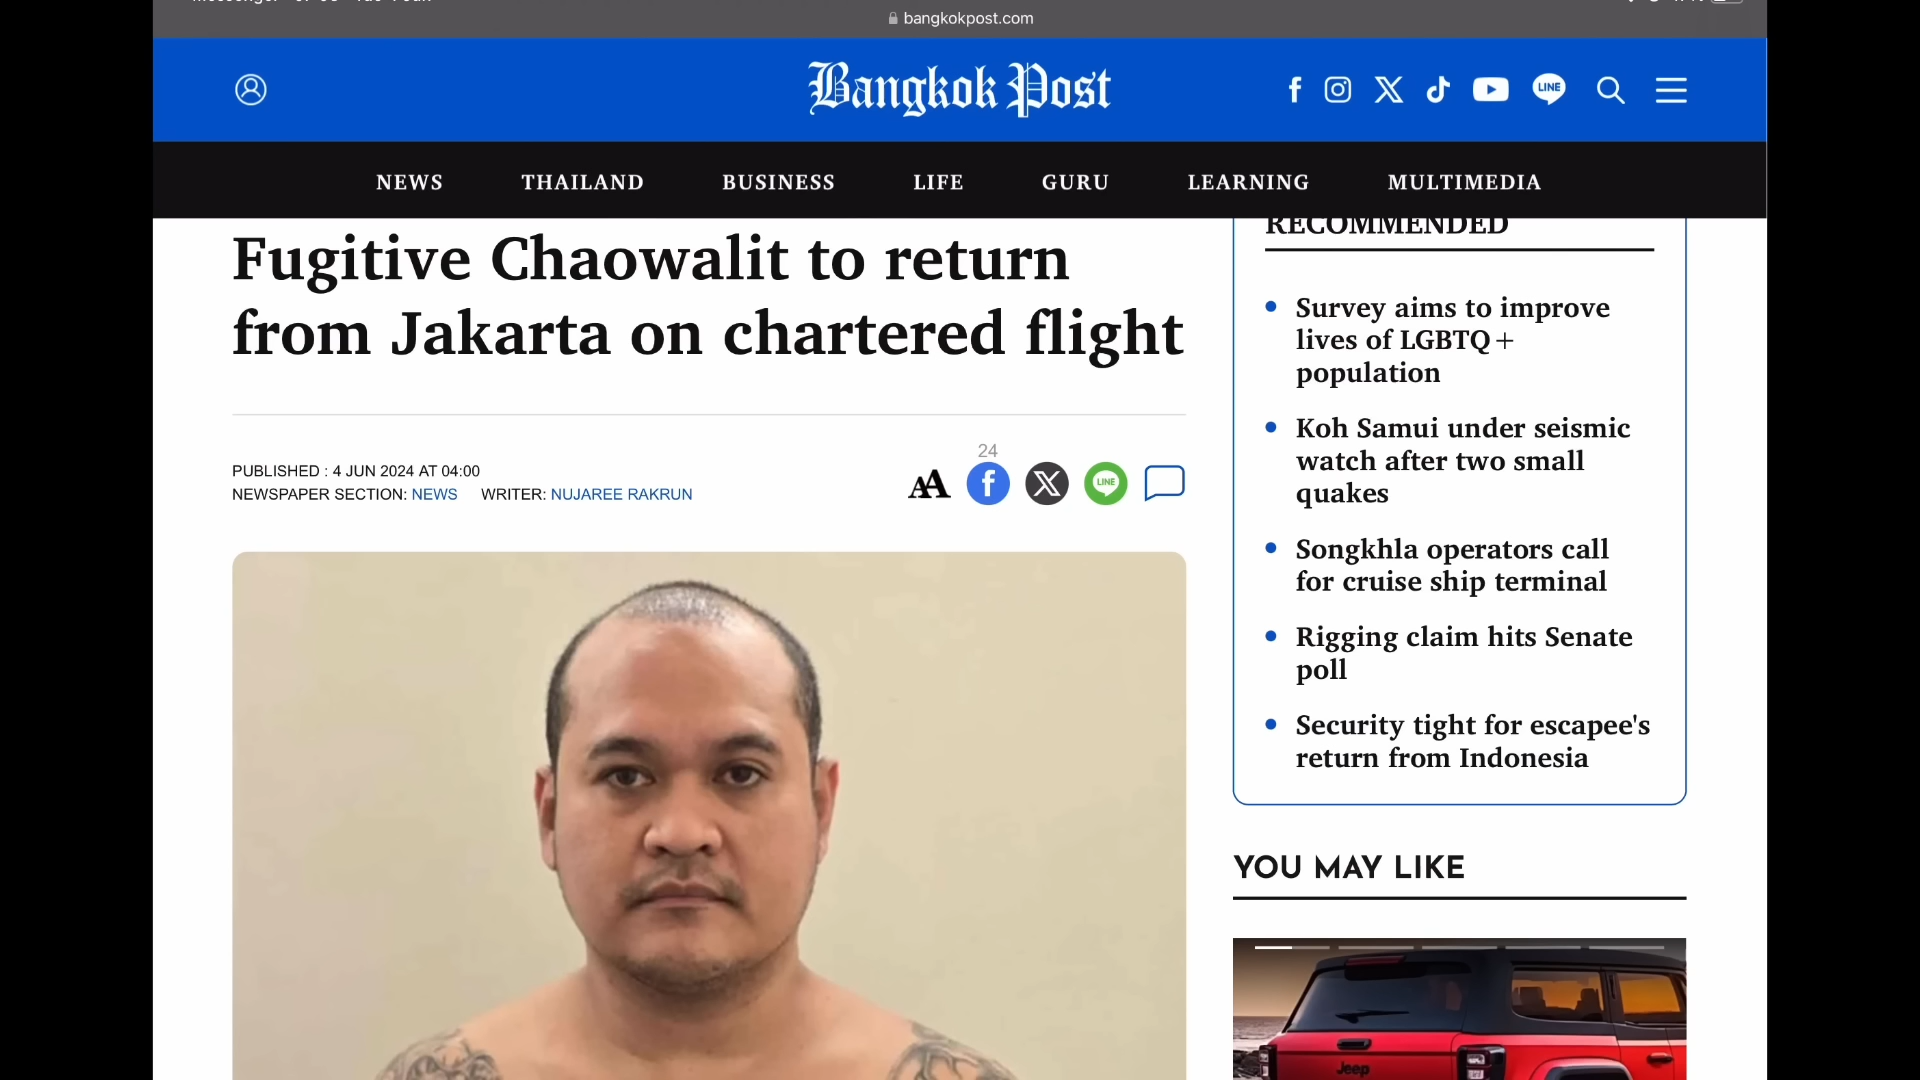 bangkokpost.com
Bangkok Post
LINE
NEWS
THAILAND
BUSINESS
LIFE
GURU
LEARNING
MULTIMEDIA
Fugitive Chaowalit to return
from Jakarta on chartered flight
PUBLISHED : 4 JUN 2024 AT 04:00
NEWSPAPER SECTION: NEWS WRITER: NUJAREE RAKRUN
24
AA
LINE
RECOMMENDED
Survey aims to improve
lives of LGBTQ+
population
Koh Samui under seismic
watch after two small
quakes
Songkhla operators call
for cruise ship terminal
Rigging claim hits Senate
poll
Security tight for escapee's
return from Indonesia
YOU MAY LIKE
Jeep